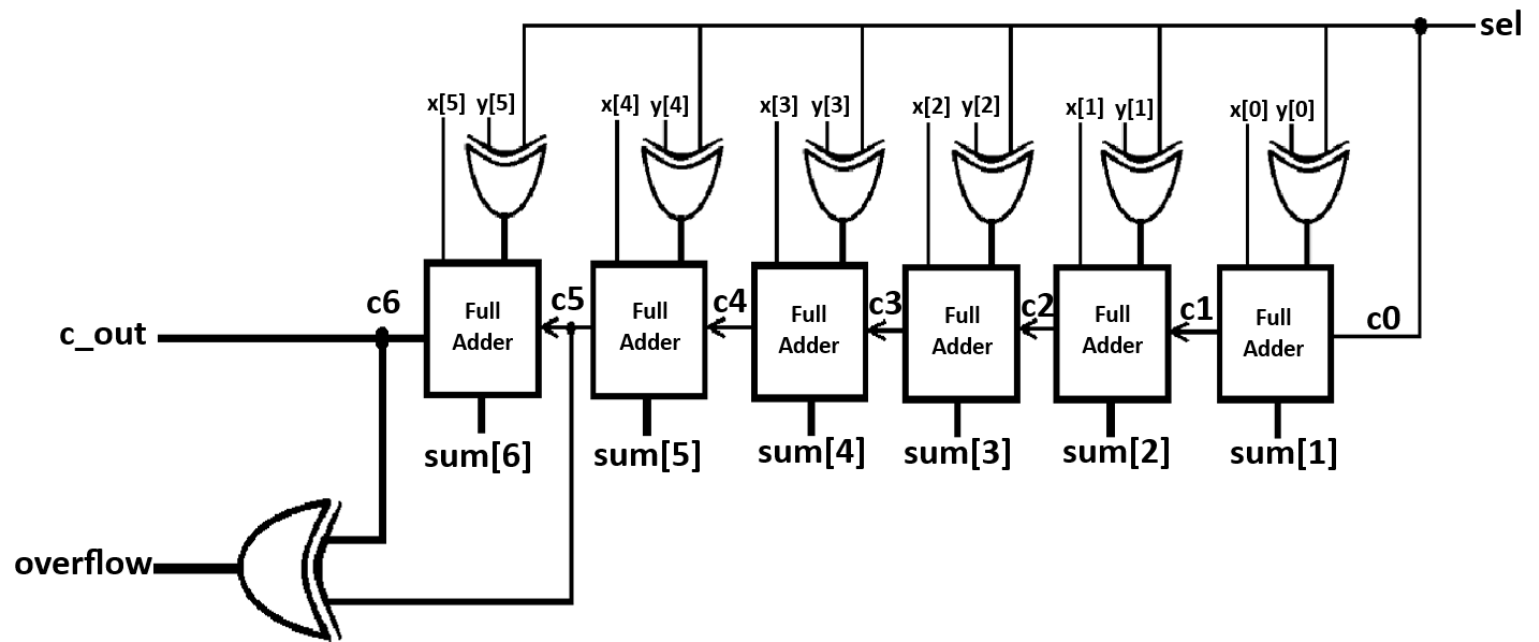 sel
x[5] y[5] x[4] y[4] x[3] y[3] x[2] y[2] x[1] y[1] x[0] y[0]
c6 c5 c4 c3 c2 c1 c0
Full Adder
Full Adder
Full Adder
Full Adder
Full Adder
Full Adder
c_out
sum[6] sum[5] sum[4] sum[3] sum[2] sum[1]
overflow